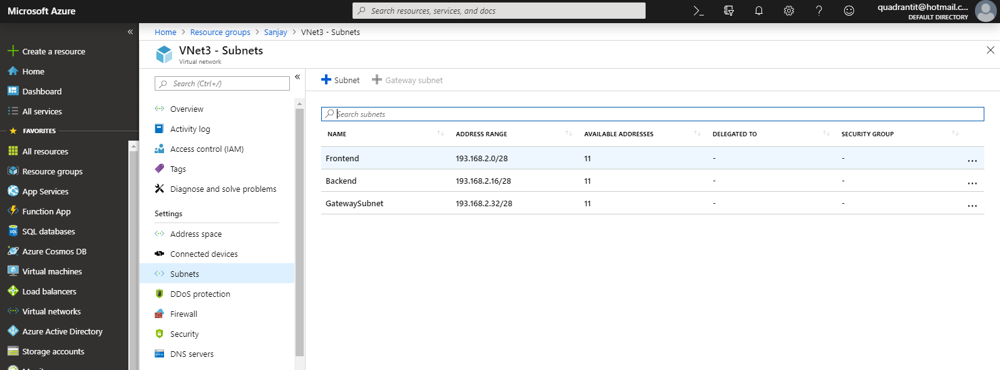 Microsoft Azure
Search resources, services, and docs
quadrantit@hotmail.c...
DEFAULT DIRECTORY
Create a resource
Home
Dashboard
All services
FAVORITES
All resources
Resource groups
App Services
Function App
SQL databases
Azure Cosmos DB
Virtual machines
Load balancers
Virtual networks
Azure Active Directory
Storage accounts
Home > Resource groups > Sanjay > VNet3 - Subnets
VNet3 - Subnets
Virtual network
Search (Ctrl+/)
Overview
Activity log
Access control (IAM)
Tags
Diagnose and solve problems
Settings
Address space
Connected devices
Subnets
DDoS protection
Firewall
Security
DNS servers
Subnet Gateway subnet
Search subnets
NAME ADDRESS RANGE AVAILABLE ADDRESSES DELEGATED TO SECURITY GROUP
Frontend 193.168.2.0/28 11 - - ...
Backend 193.168.2.16/28 11 - - ...
GatewaySubnet 193.168.2.32/28 11 - - ...